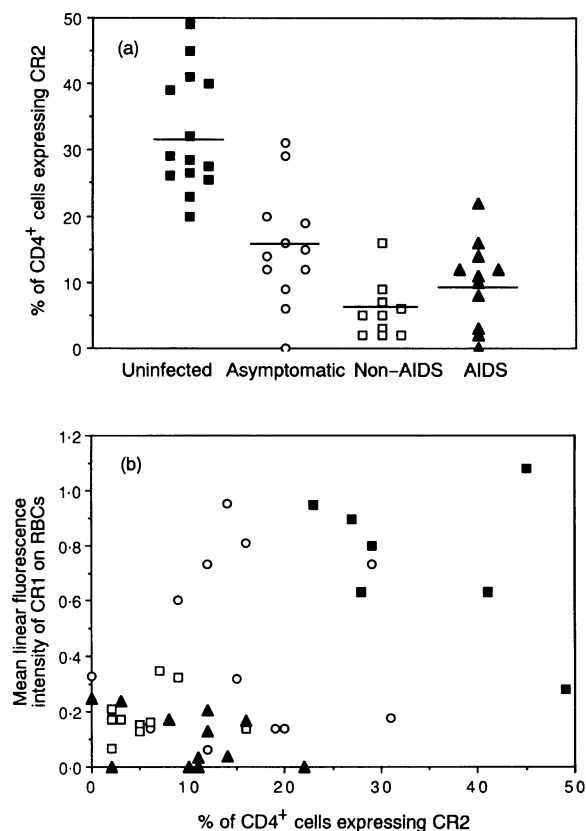 50
(a)
40
30
20
10
0
% of CD4⁺ cells expressing CR2
Uninfected Asymptomatic Non–AIDS AIDS
1·2
(b)
1·0
0·8
0·6
0·4
0·2
0·0
Mean linear fluorescence
intensity of CR1 on RBCs
0 10 20 30 40 50
% of CD4⁺ cells expressing CR2